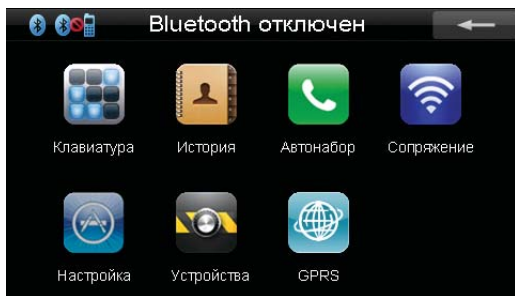 Bluetooth отключен
Клавиатура История Автонабор Сопряжение
Настройка Устройства GPRS